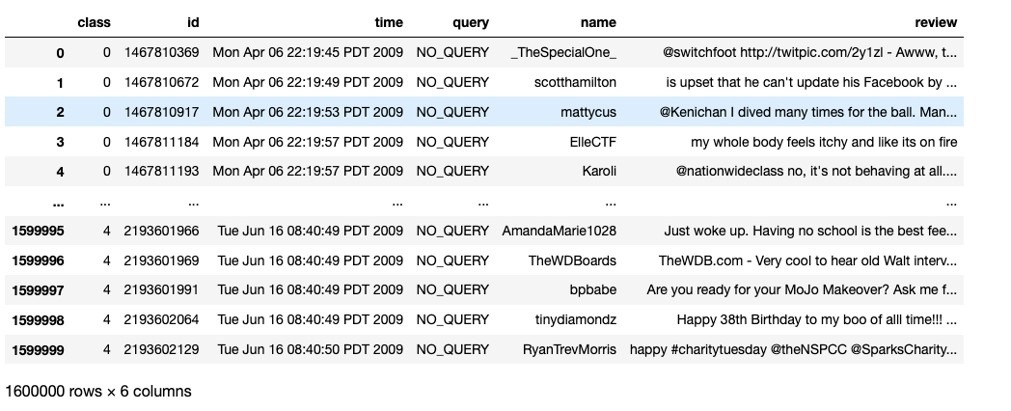 class id time query name review
0 0 1467810369 Mon Apr 06 22:19:45 PDT 2009 NO_QUERY _TheSpecialOne_ @switchfoot http://twitpic.com/2y1zl - Awww, t...
1 0 1467810672 Mon Apr 06 22:19:49 PDT 2009 NO_QUERY scotthamilton is upset that he can't update his Facebook by ...
2 0 1467810917 Mon Apr 06 22:19:53 PDT 2009 NO_QUERY mattycus @Kenichan I dived many times for the ball. Man...
3 0 1467811184 Mon Apr 06 22:19:57 PDT 2009 NO_QUERY ElleCTF my whole body feels itchy and like its on fire
4 0 1467811193 Mon Apr 06 22:19:57 PDT 2009 NO_QUERY Karoli @nationwideclass no, it's not behaving at all....
... ... ... ... ... ... ...
1599995 4 2193601966 Tue Jun 16 08:40:49 PDT 2009 NO_QUERY AmandaMarie1028 Just woke up. Having no school is the best fee...
1599996 4 2193601969 Tue Jun 16 08:40:49 PDT 2009 NO_QUERY TheWDBoards TheWDB.com - Very cool to hear old Walt interv...
1599997 4 2193601991 Tue Jun 16 08:40:49 PDT 2009 NO_QUERY bpbabe Are you ready for your MoJo Makeover? Ask me f...
1599998 4 2193602064 Tue Jun 16 08:40:49 PDT 2009 NO_QUERY tinydiamondz Happy 38th Birthday to my boo of alll time!!! ...
1599999 4 2193602129 Tue Jun 16 08:40:50 PDT 2009 NO_QUERY RyanTrevMorris happy #charitytuesday @theNSPCC @SparksCharity...
1600000 rows × 6 columns